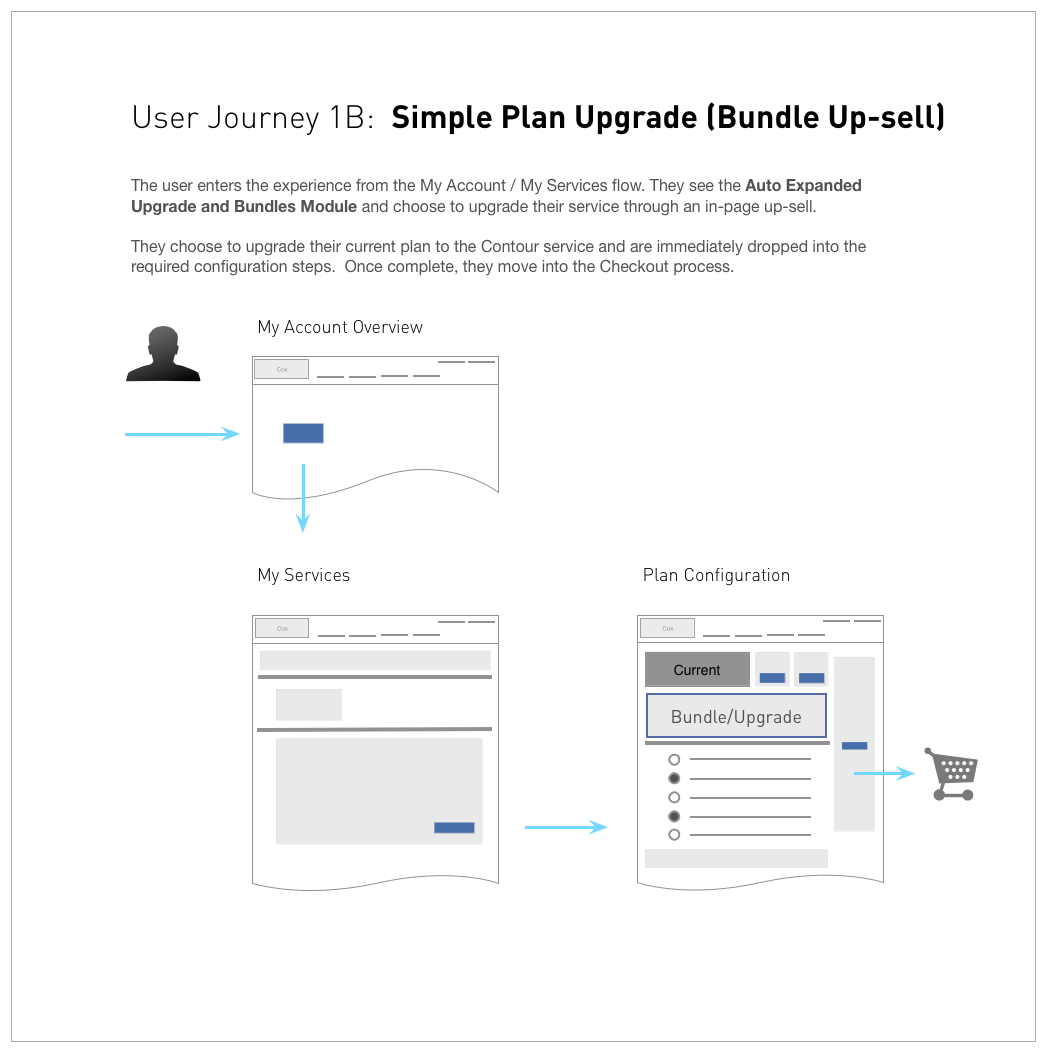 User Journey 1B: Simple Plan Upgrade (Bundle Up-sell)
The user enters the experience from the My Account / My Services flow. They see the Auto Expanded
Upgrade and Bundles Module and choose to upgrade their service through an in-page up-sell.
They choose to upgrade their current plan to the Contour service and are immediately dropped into the
required configuration steps. Once complete, they move into the Checkout process.
My Account Overview
Cox
My Services
Plan Configuration
Cox
Cox
Current
Bundle/Upgrade